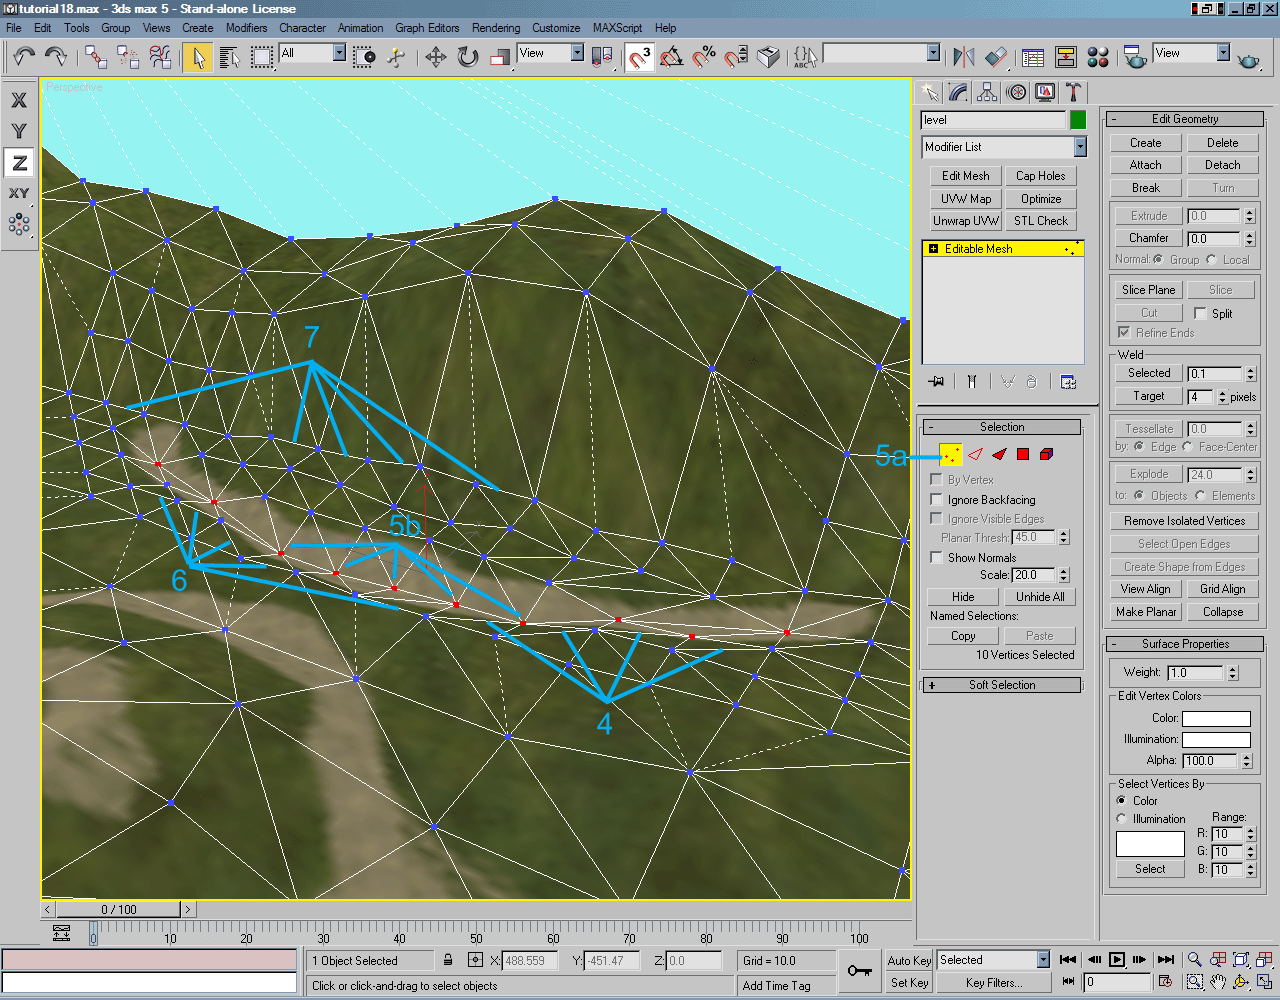 tutorial18.max - 3ds max 5 - Stand-alone License
File Edit Tools Group Views Create Modifiers Character Animation Graph Editors Rendering Customize MAXScript Help
All View 3 ABC View
X
Y
Z
XY
Perspective
7
5a
5b
6
4
level
Modifier List
Edit Mesh Cap Holes
UVW Map Optimize
Unwrap UVW STL Check
Editable Mesh
Selection
By Vertex
Ignore Backfacing
Ignore Visible Edges
Planar Thresh: 45.0
Show Normals
Scale: 20.0
Hide Unhide All
Named Selections:
Copy Paste
10 Vertices Selected
+ Soft Selection
- Edit Geometry
Create Delete
Attach Detach
Break Turn
Extrude 0.0
Chamfer 0.0
Normal: Group Local
Slice Plane Slice
Cut Split
Refine Ends
Weld
Selected 0.1
Target 4 pixels
Tessellate 0.0
by: Edge Face-Center
Explode 24.0
to: Objects Elements
Remove Isolated Vertices
Select Open Edges
Create Shape from Edges
View Align Grid Align
Make Planar Collapse
- Surface Properties
Weight: 1.0
Edit Vertex Colors
Color:
Illumination:
Alpha: 100.0
Select Vertices By
Color
Illumination Range:
R: 10
G: 10
Select B: 10
< 0 / 100 >
0 10 20 30 40 50 60 70 80 90 100
1 Object Selected X: 488.559 Y: -451.47 Z: 0.0 Grid = 10.0 Auto Key Selected
Click or click-and-drag to select objects Add Time Tag Set Key Key Filters... 0